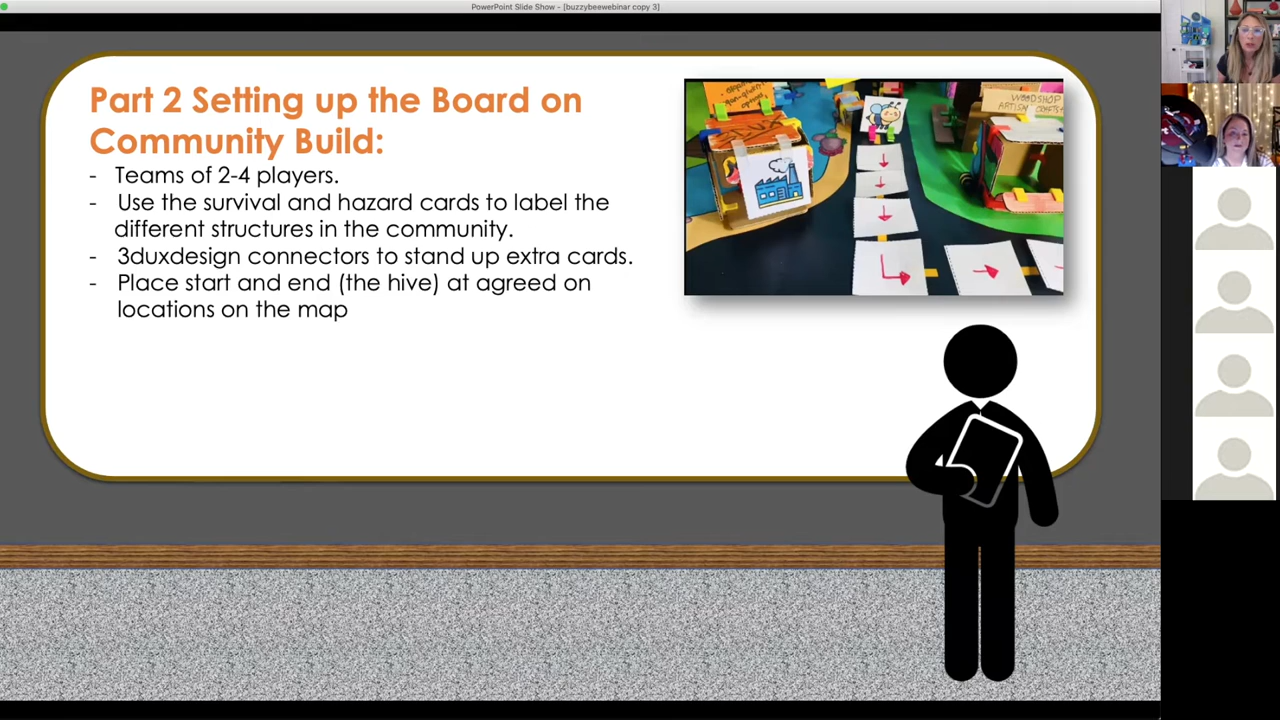 PowerPoint Slide Show - [buzzybeewebinar copy 3]
Part 2 Setting up the Board on
Community Build:
- Teams of 2-4 players.
- Use the survival and hazard cards to label the
different structures in the community.
- 3duxdesign connectors to stand up extra cards.
- Place start and end (the hive) at agreed on
locations on the map
WOODSHOP